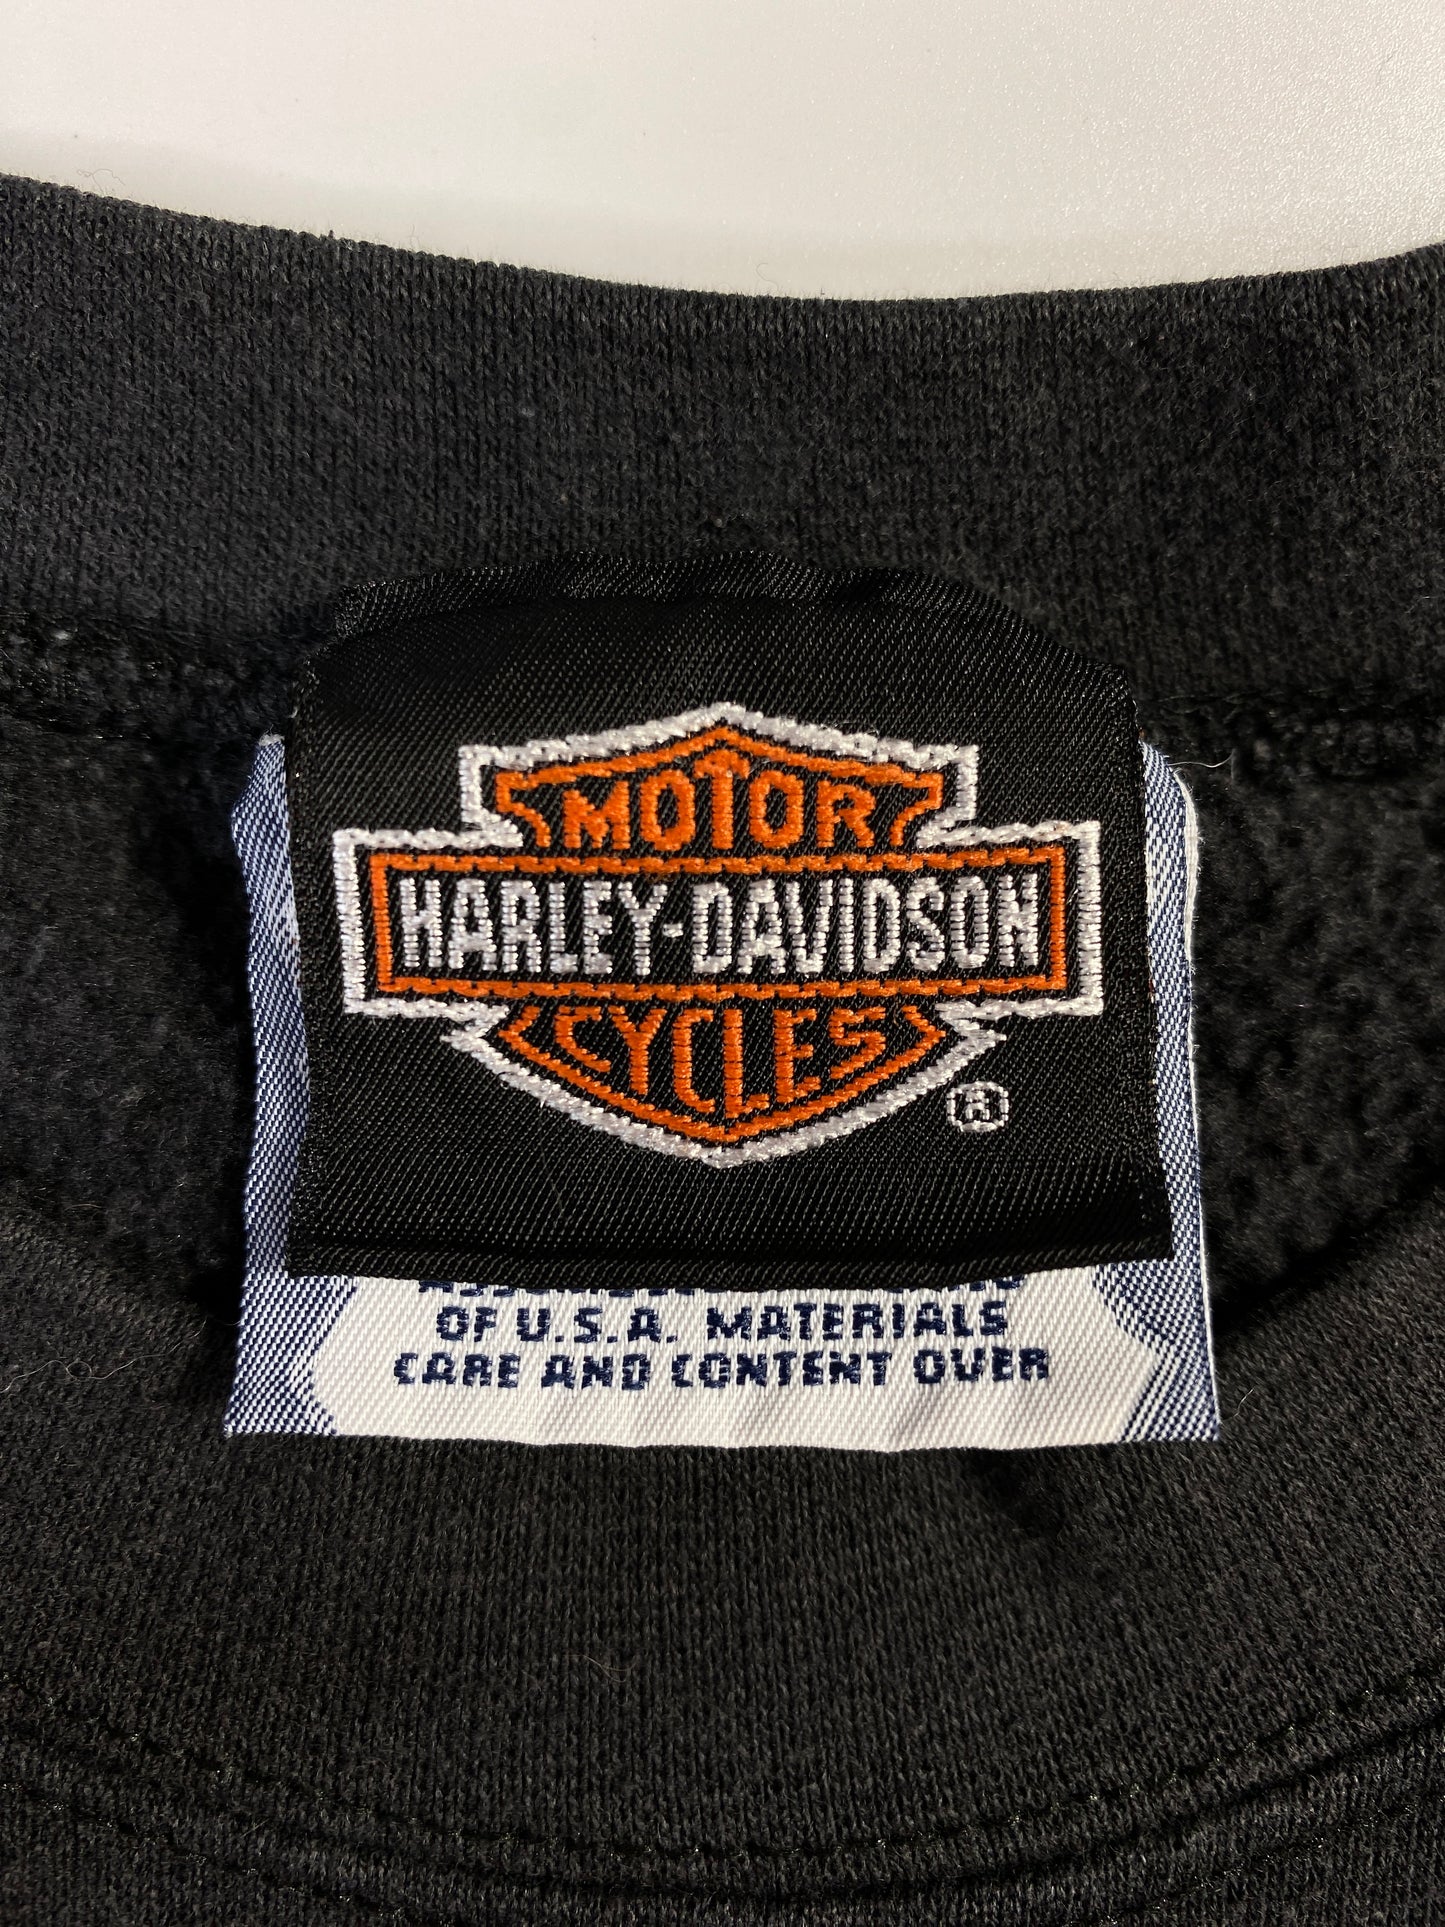 MOTOR
HARLEY-DAVIDSON
CYCLES
®
OF U.S.A. MATERIALS
CARE AND CONTENT OVER